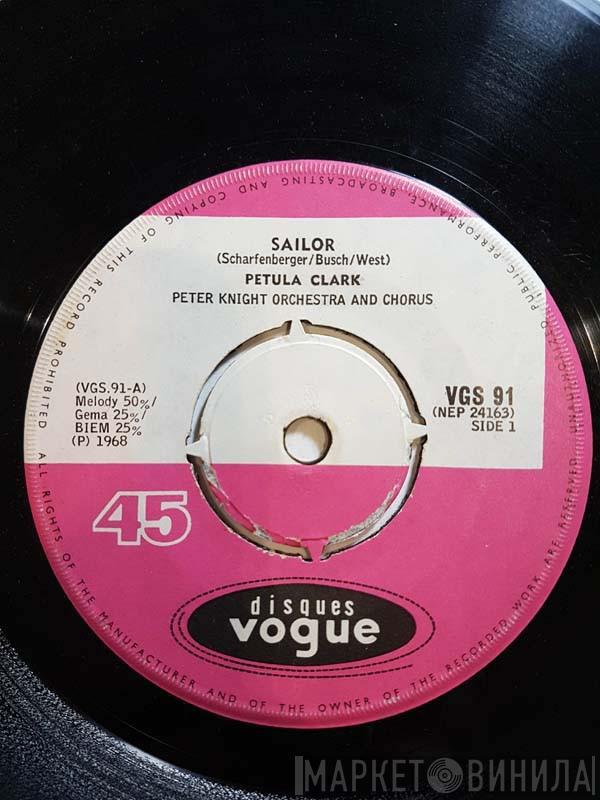 SAILOR
(Scharfenberger/Busch/West)
PETULA CLARK
PETER KNIGHT ORCHESTRA AND CHORUS
(VGS.91-A)
Melody 50%/
Gema 25%/
BIEM 25%
(P) 1968
VGS 91
(NEP 24163)
SIDE 1
45
disques
vogue
ALL RIGHTS OF THE MANUFACTURER AND OF THE OWNER OF THE RECORDED WORK ARE RESERVED. UNAUTHORIZED PUBLIC PERFORMANCE, BROADCASTING AND COPYING OF THIS RECORD PROHIBITED
МАРКЕТ ВИНИЛА